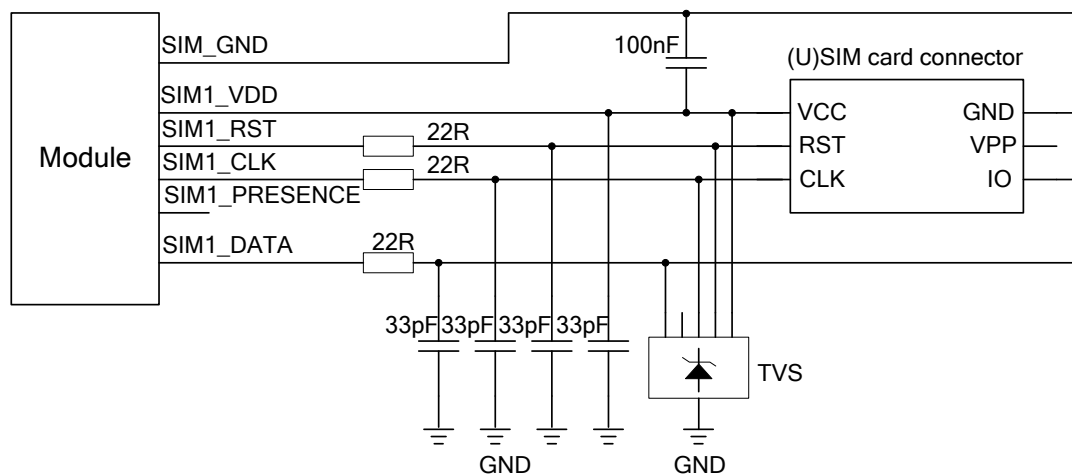 SIM_GND
100nF
(U)SIM card connector
SIM1_VDD
VCC
GND
SIM1_RST
22R
RST
VPP
Module
SIM1_CLK
22R
CLK
IO
SIM1_PRESENCE
SIM1_DATA
22R
33pF 33pF 33pF 33pF
TVS
GND
GND